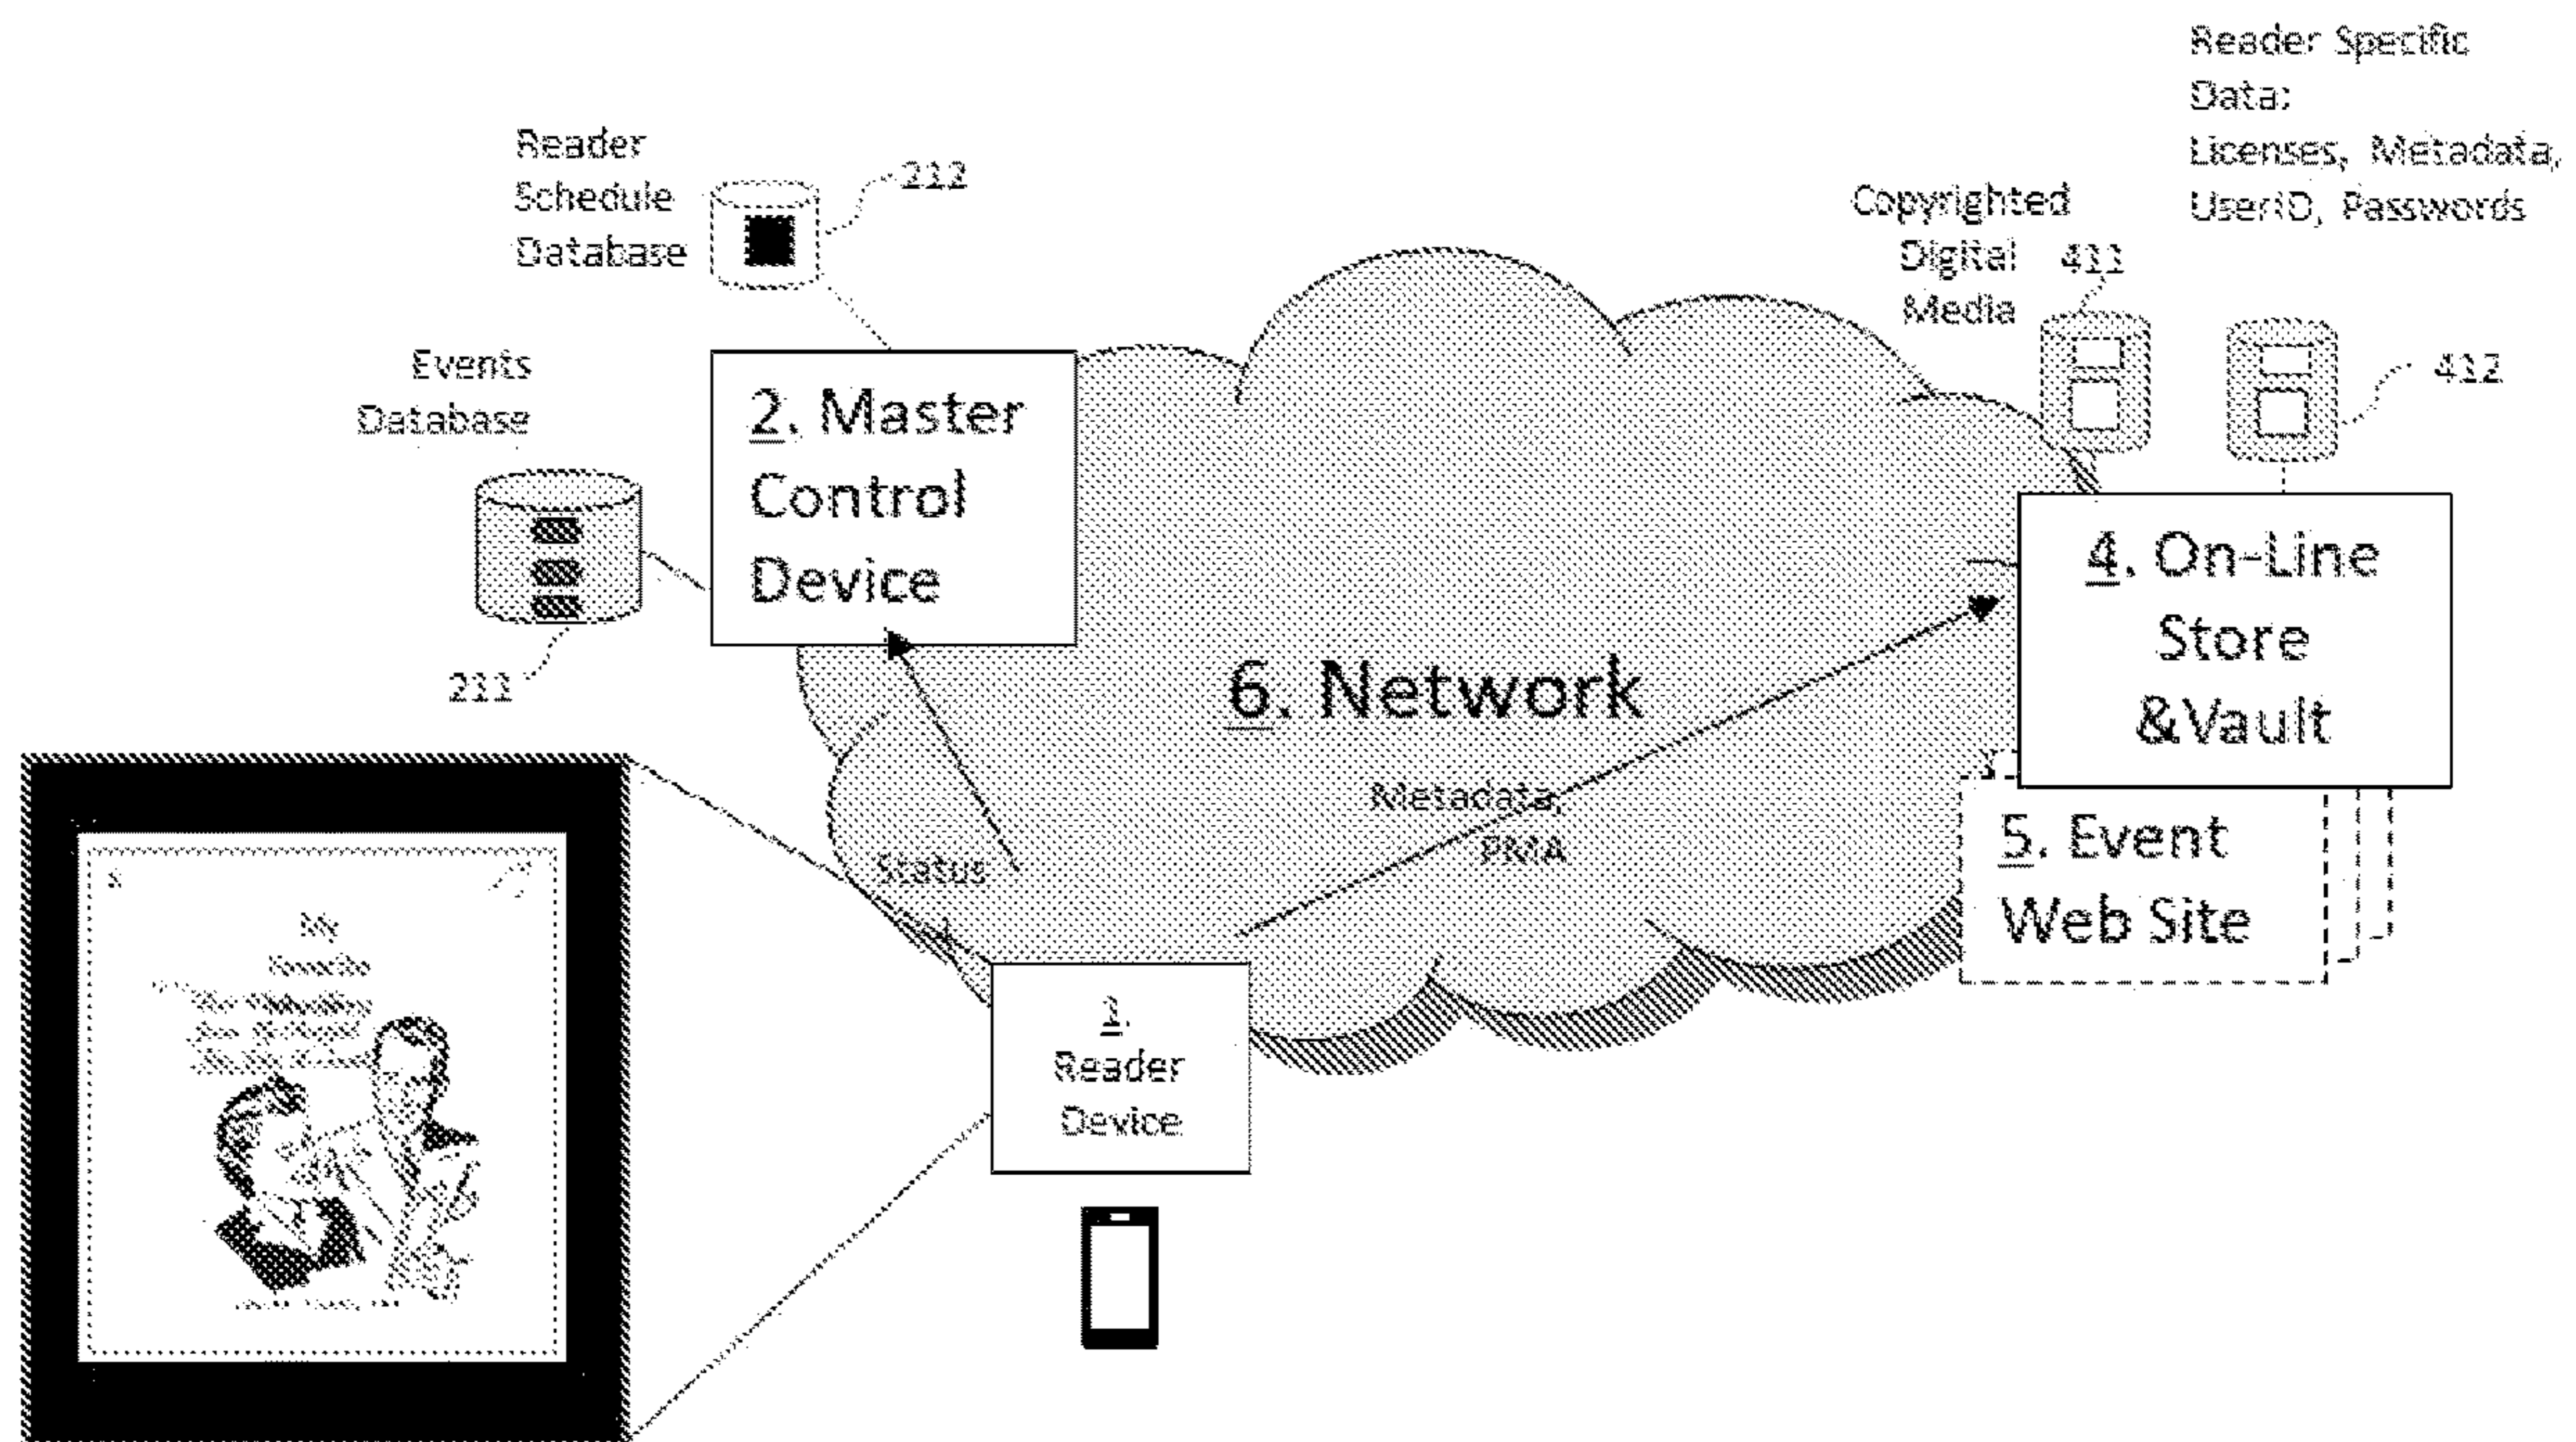 Reader Specific
Data:
Licenses, Metadata,
UserID, Passwords
Reader
Schedule
Database
212
Copyrighted
Digital
Media
411
412
Events
Database
211
2. Master
Control
Device
4. On-Line
Store
&Vault
6. Network
Metadata,
PMA
Status
5. Event
Web Site
Reader
Device
My
Favorite